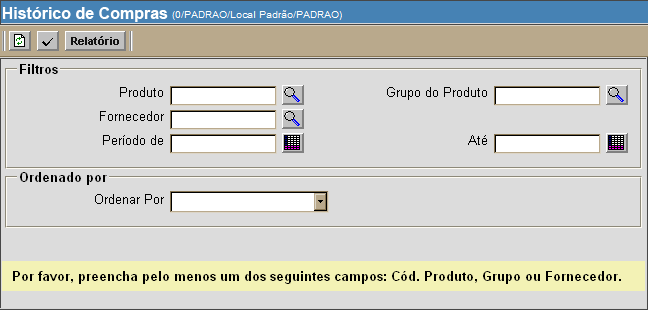 Histórico de Compras (0/PADRAO/Local Padrão/PADRAO)
Relatório
Filtros
Produto Grupo do Produto
Fornecedor
Período de Até
Ordenado por
Ordenar Por
Por favor, preencha pelo menos um dos seguintes campos: Cód. Produto, Grupo ou Fornecedor.